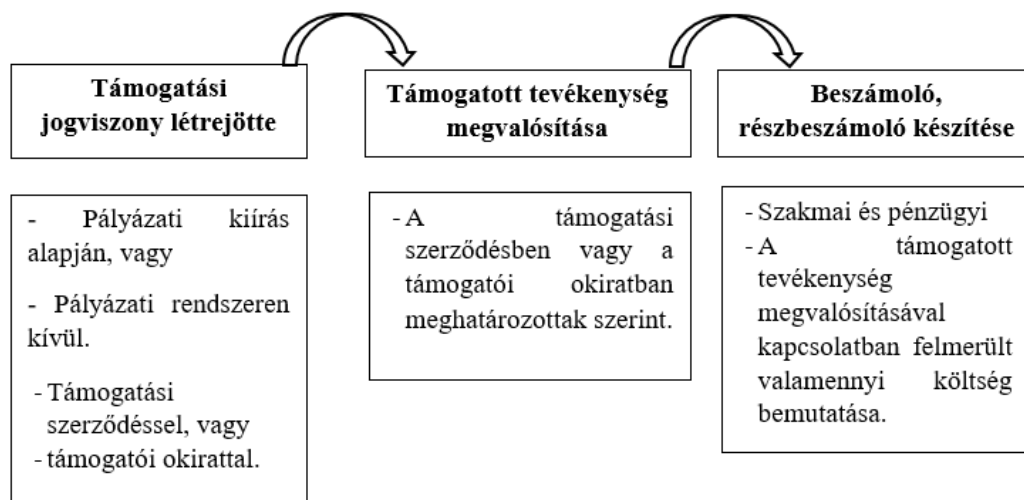 Támogatási
jogviszony létrejötte
Támogatott tevékenység
megvalósítása
Beszámoló,
részbeszámoló készítése
- Pályázati kiírás
alapján, vagy
- Pályázati rendszeren
kívül.
- Támogatási
szerződéssel, vagy
- támogatói okirattal.
- A támogatási
szerződésben vagy a
támogatói okiratban
meghatározottak szerint.
- Szakmai és pénzügyi
- A támogatott
tevékenység
megvalósításával
kapcsolatban felmerült
valamennyi költség
bemutatása.